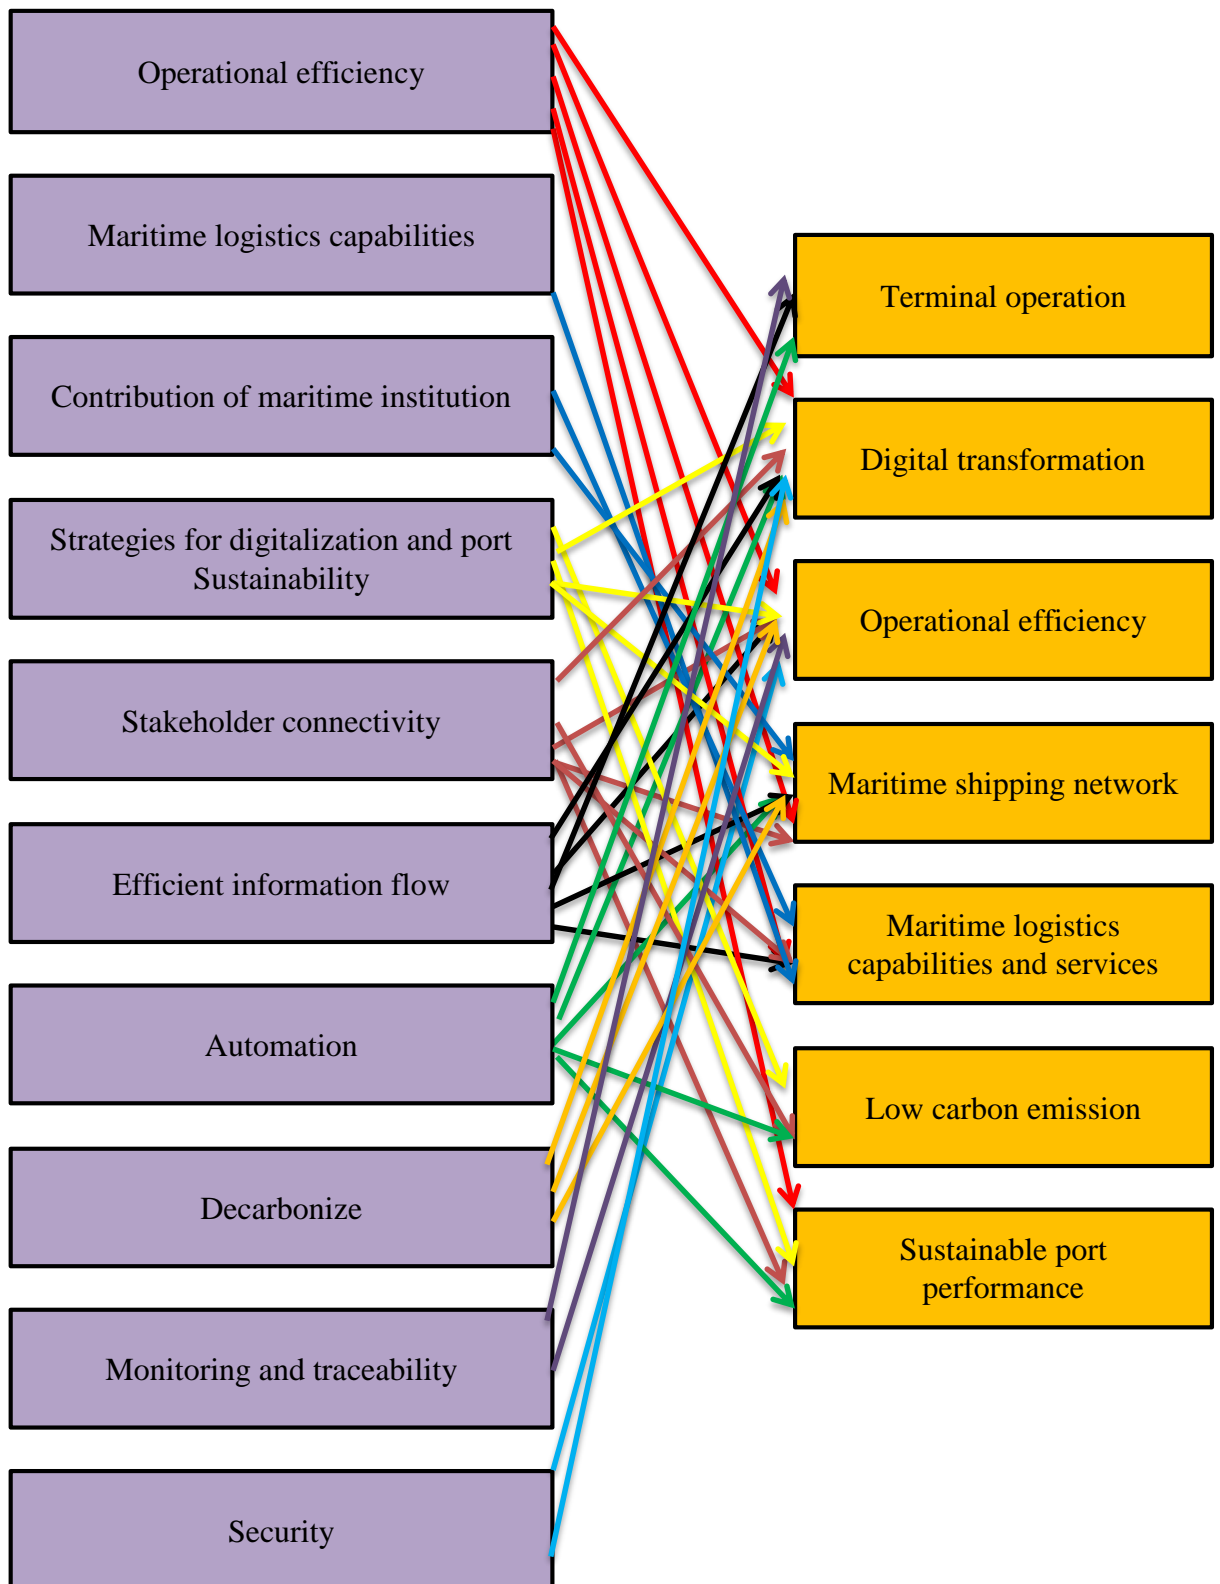 Operational efficiency
Maritime logistics capabilities
Contribution of maritime institution
Strategies for digitalization and port
Sustainability
Stakeholder connectivity
Efficient information flow
Automation
Decarbonize
Monitoring and traceability
Security
Terminal operation
Digital transformation
Operational efficiency
Maritime shipping network
Maritime logistics
capabilities and services
Low carbon emission
Sustainable port
performance